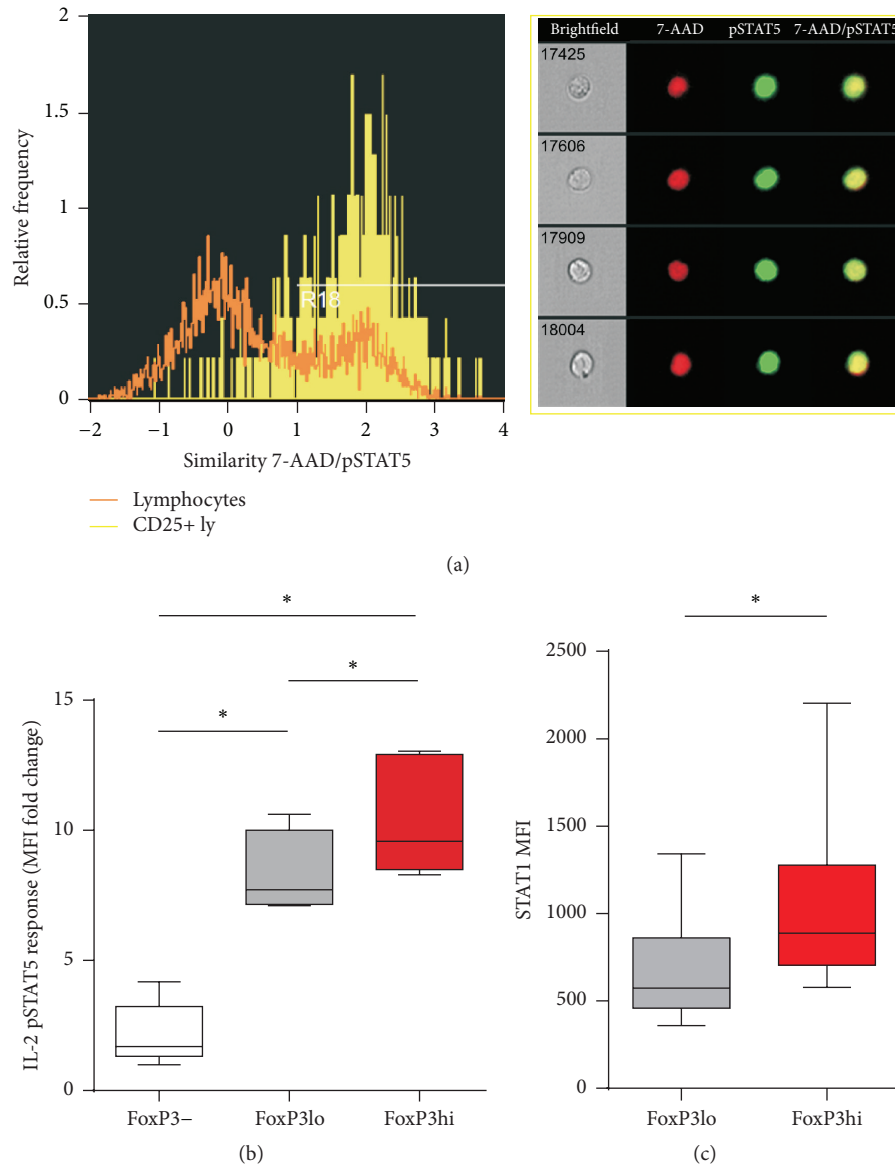 2
1.5
1
0.5
0
Relative frequency
R18
−2 −1 0 1 2 3 4
Similarity 7-AAD/pSTAT5
Lymphocytes
CD25+ ly
Brightfield 7-AAD pSTAT5 7-AAD/pSTAT5
17425
17606
17909
18004
(a)
* 
*
*
15
10
5
0
IL-2 pSTAT5 response (MFI fold change)
FoxP3− FoxP3lo FoxP3hi
(b)
*
2500
2000
1500
1000
500
0
STAT1 MFI
FoxP3lo FoxP3hi
(c)